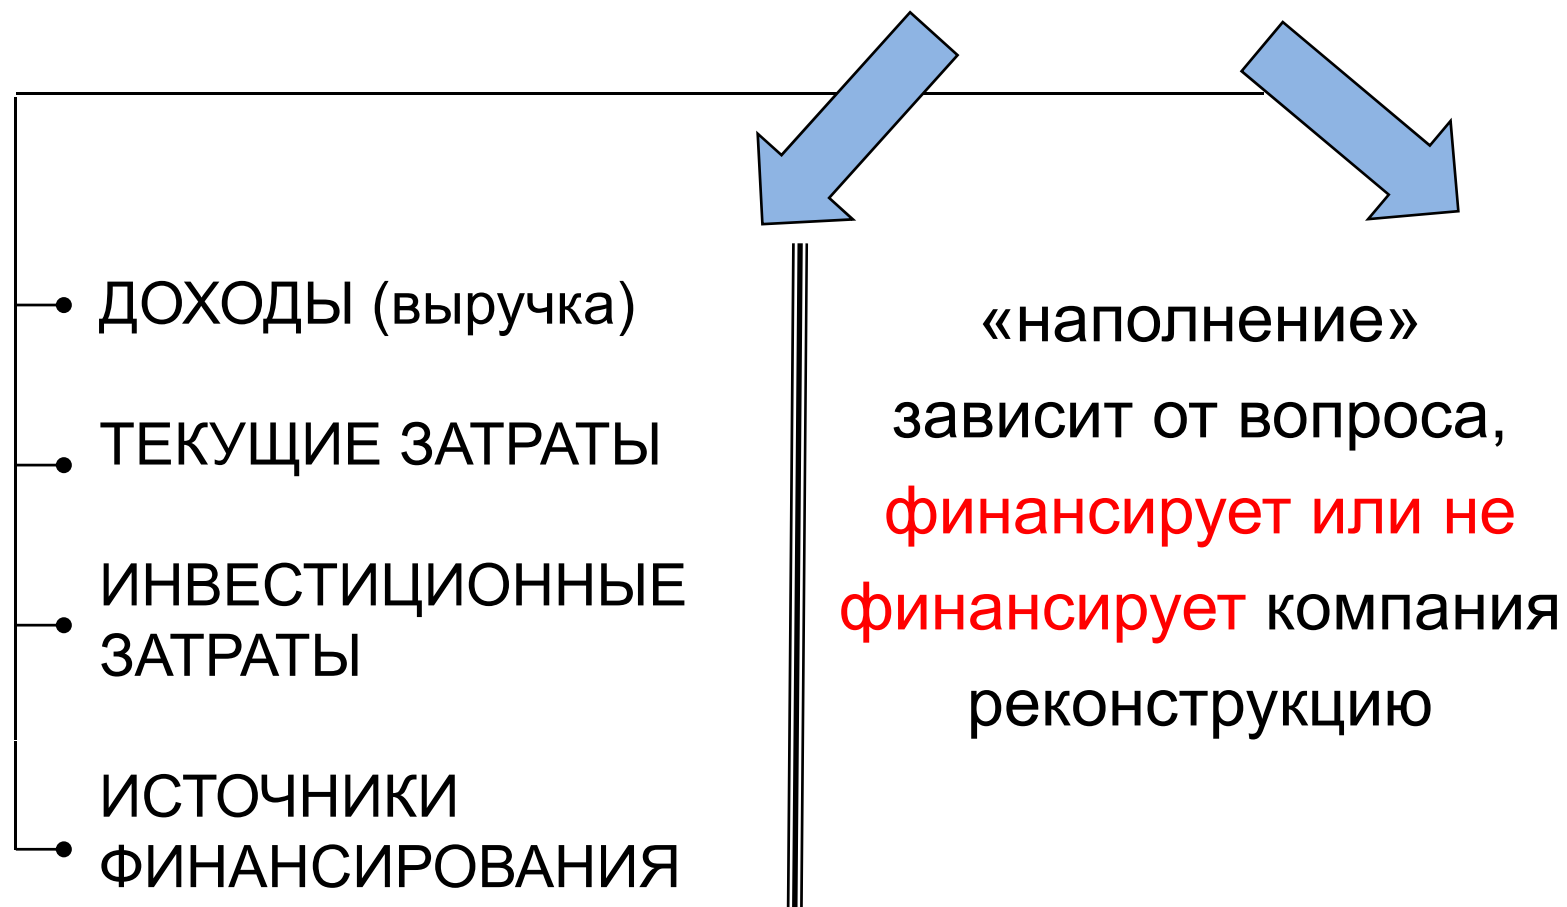 ДОХОДЫ (выручка)
ТЕКУЩИЕ ЗАТРАТЫ
ИНВЕСТИЦИОННЫЕ
ЗАТРАТЫ
ИСТОЧНИКИ
ФИНАНСИРОВАНИЯ
«наполнение»
зависит от вопроса,
финансирует или не
финансирует компания
реконструкцию